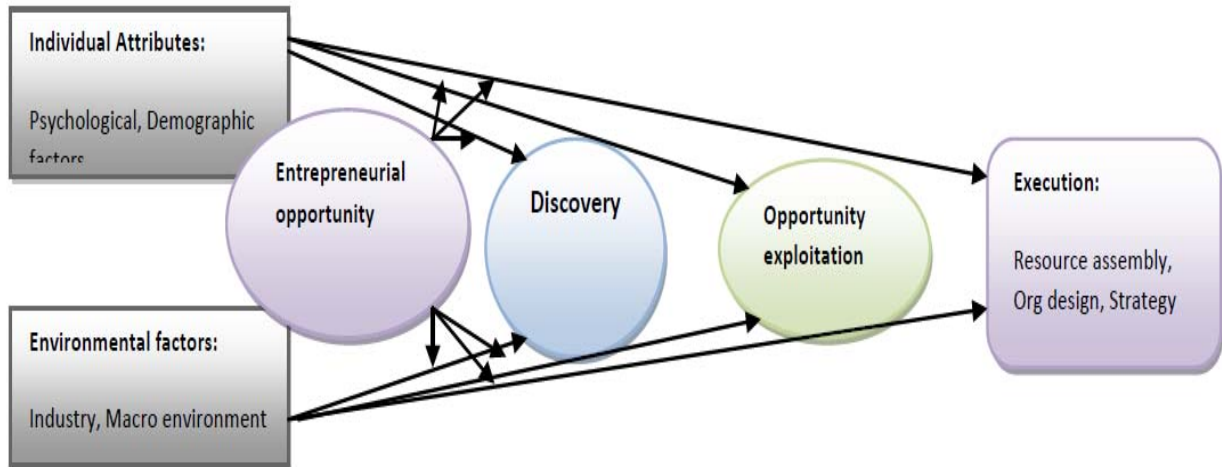 Individual Attributes:
Psychological, Demographic
factors
Entrepreneurial
opportunity
Discovery
Opportunity
exploitation
Execution:
Resource assembly,
Org design, Strategy
Environmental factors:
Industry, Macro environment